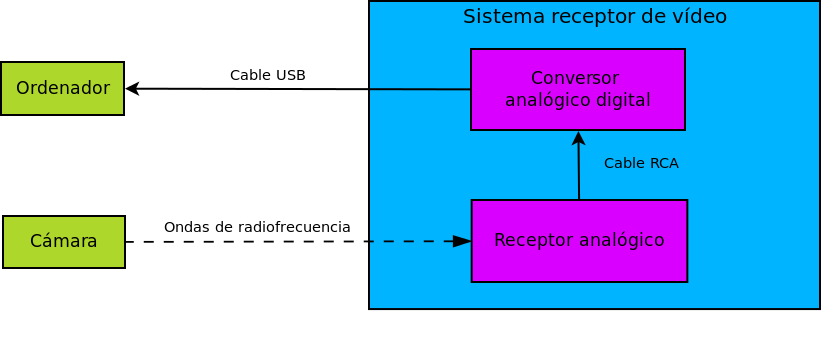 Sistema receptor de vídeo
Cable USB
Ordenador
Conversor
analógico digital
Cable RCA
Ondas de radiofrecuencia
Cámara
Receptor analógico